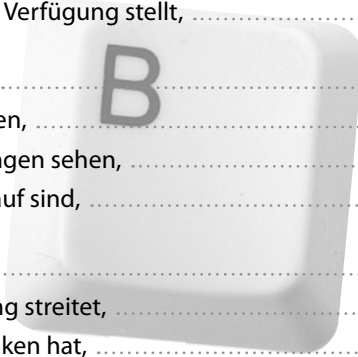 Verfügung stellt, ....................
B
....................
en, ....................
ngen sehen, ....................
uf sind, ....................
....................
ng streitet, ....................
ken hat, ....................